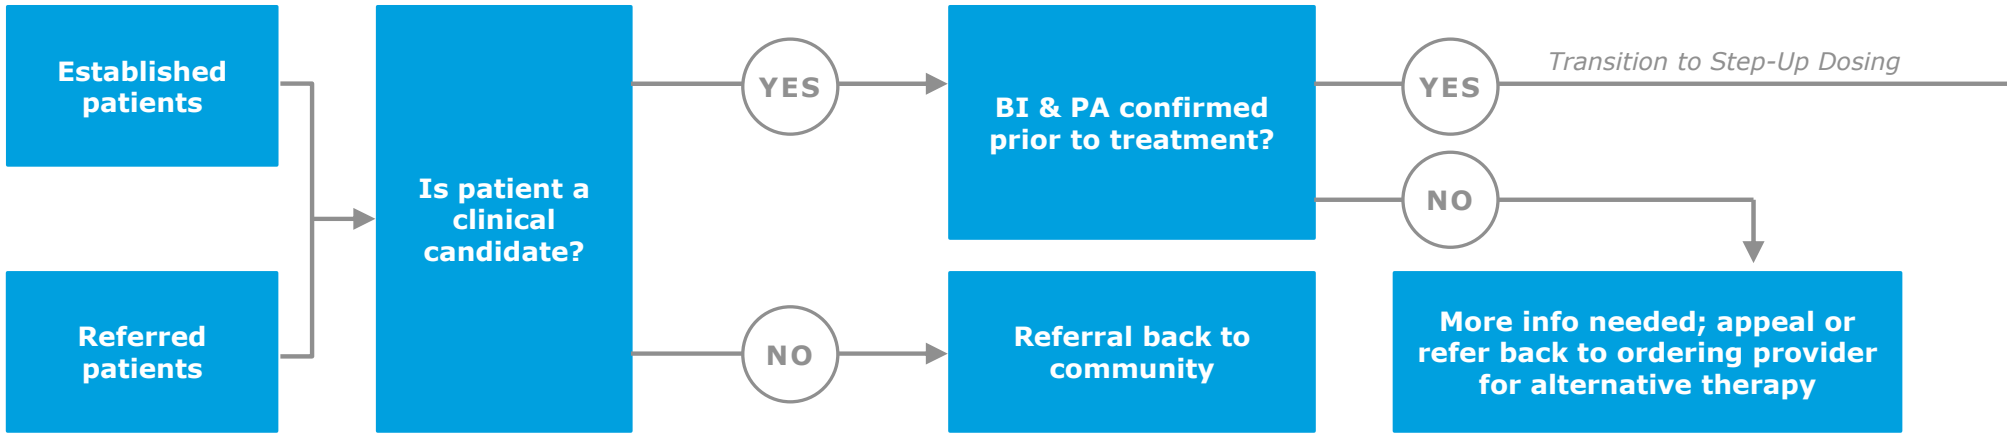 Established
patients
Referred
patients
Is patient a
clinical
candidate?
YES
NO
BI & PA confirmed
prior to treatment?
Referral back to
community
YES
Transition to Step-Up Dosing
NO
More info needed; appeal or
refer back to ordering provider
for alternative therapy